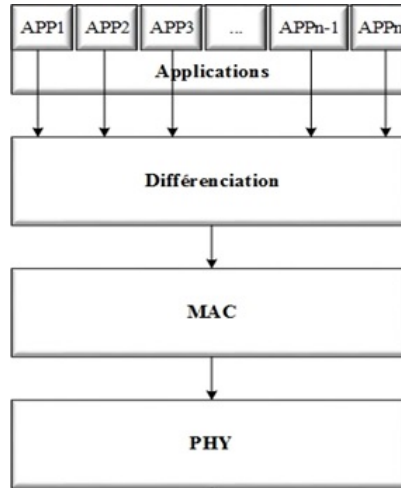 APP1 APP2 APP3 ... APPn-1 APPn
Applications
Différenciation
MAC
PHY